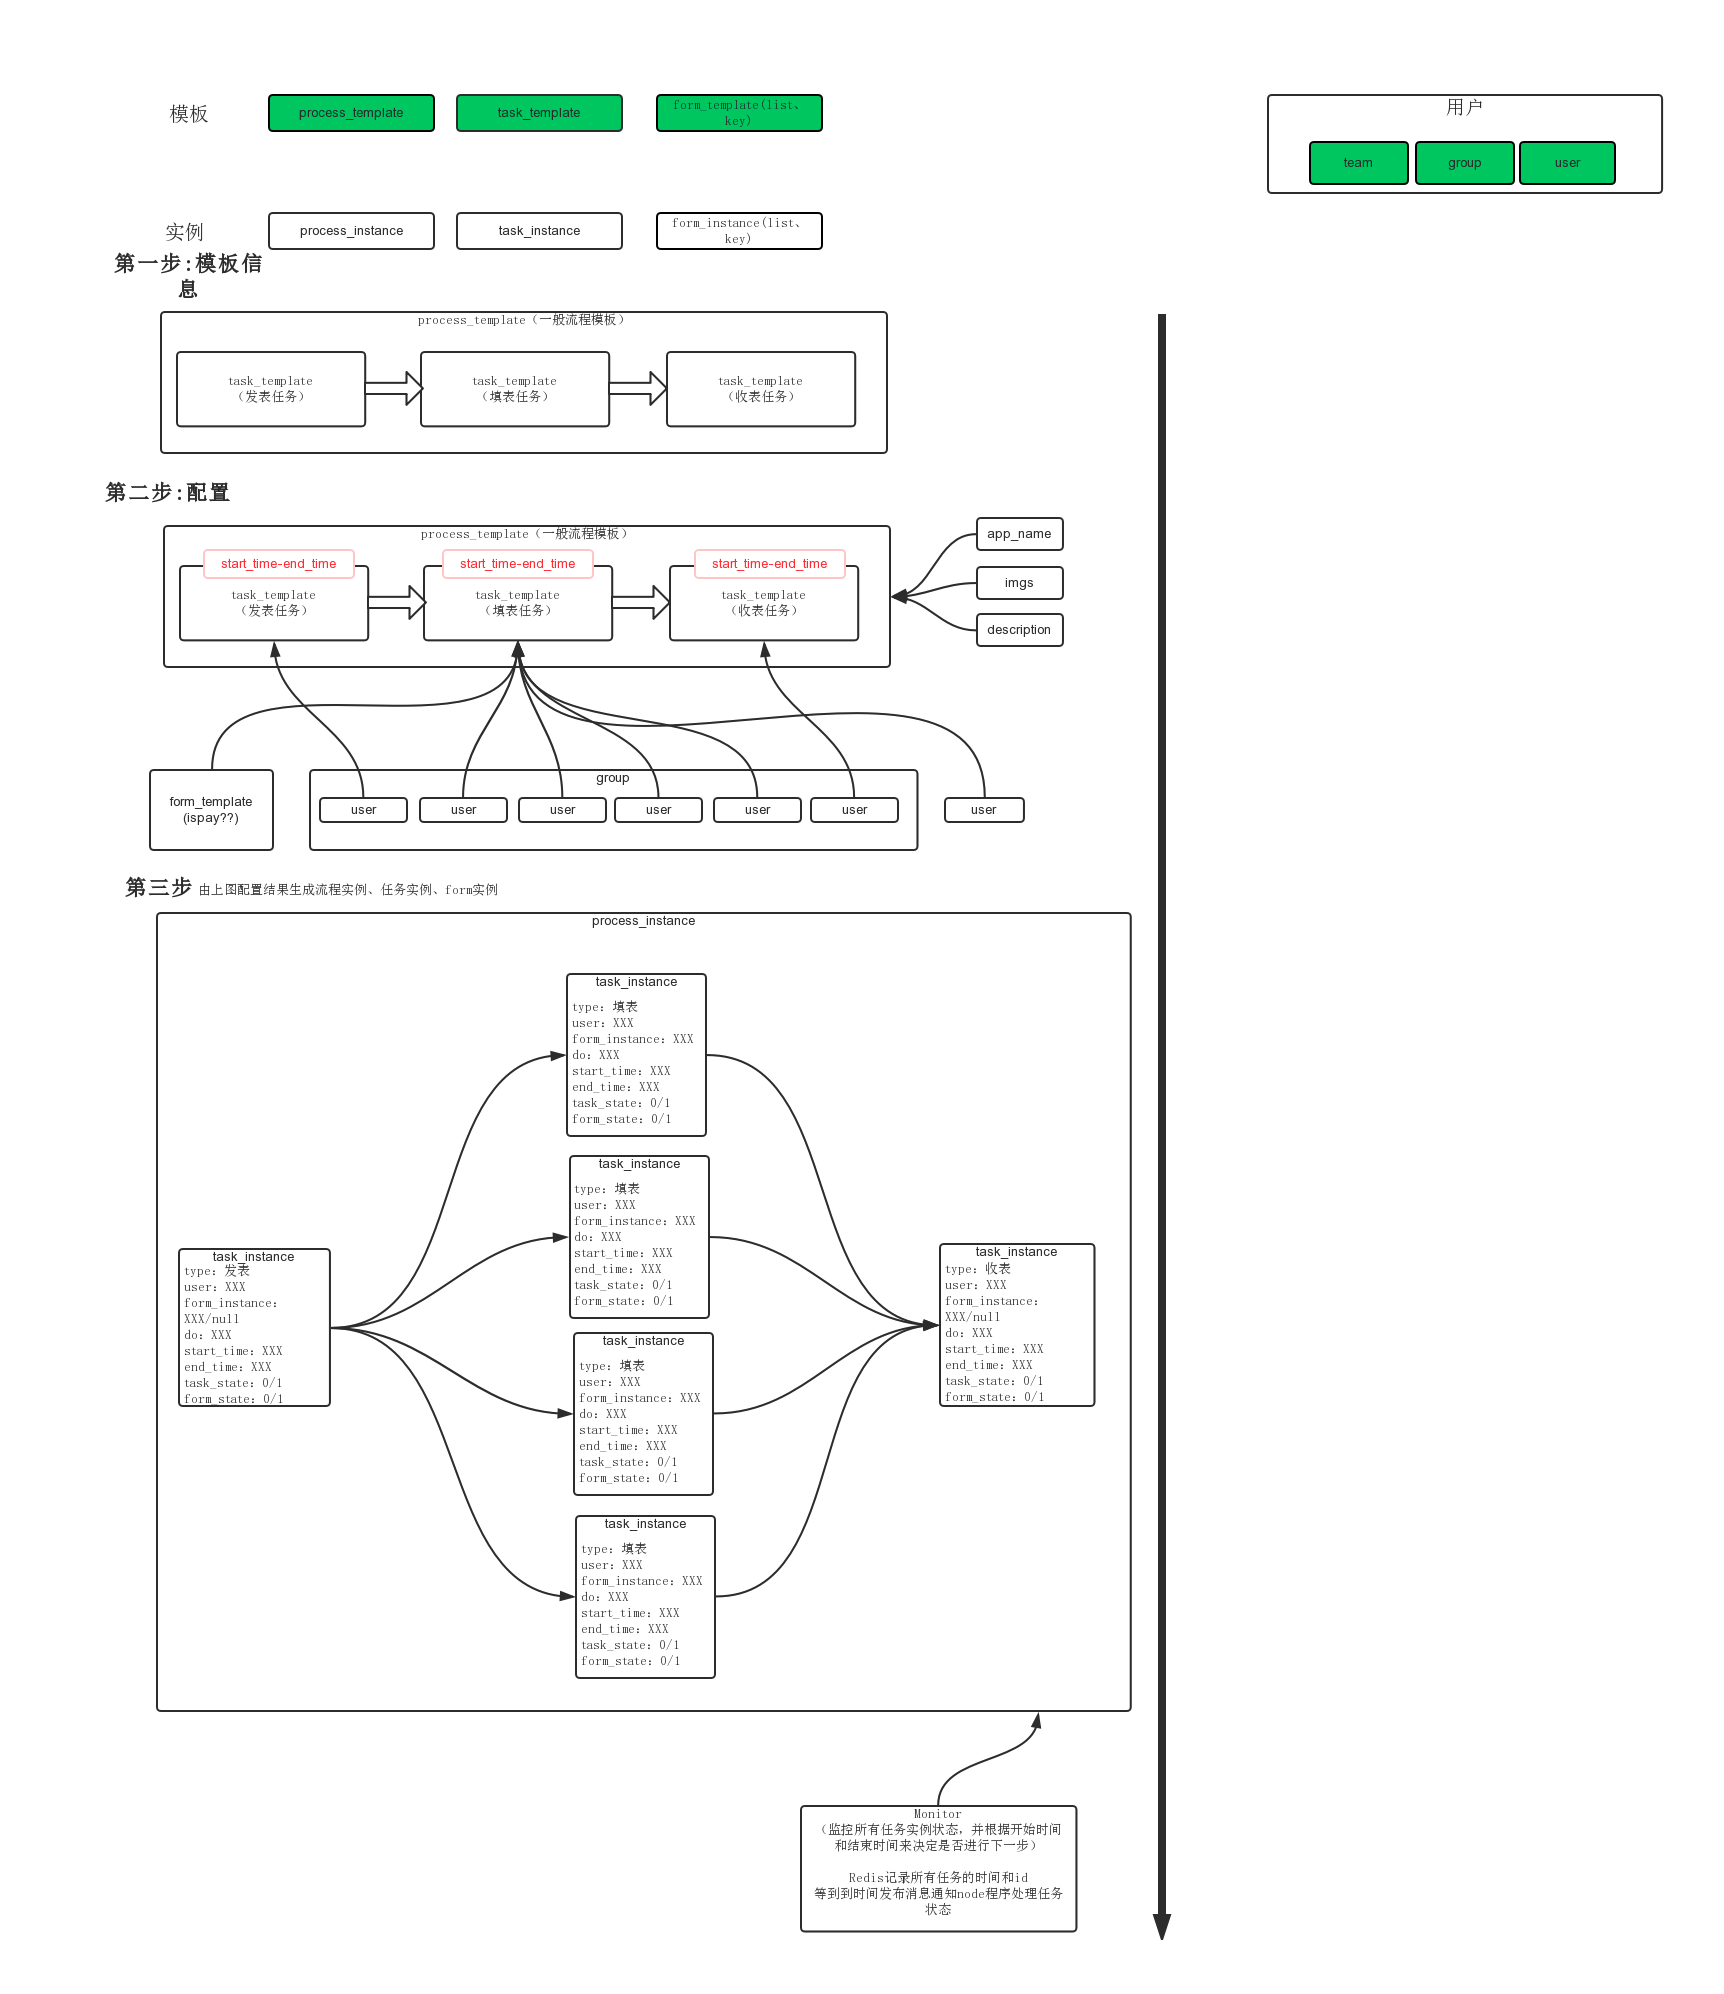 模板
process_template
task_template
form_template(list、
key)
用户
team
group
user
实例
process_instance
task_instance
form_instance(list、
key)
第一步:模板信
息
process_template（一般流程模板）
task_template
（发表任务）
task_template
（填表任务）
task_template
（收表任务）
第二步:配置
process_template（一般流程模板）
start_time-end_time
start_time-end_time
start_time-end_time
task_template
（发表任务）
task_template
（填表任务）
task_template
（收表任务）
app_name
imgs
description
form_template
(ispay??)
group
user
user
user
user
user
user
user
第三步 由上图配置结果生成流程实例、任务实例、form实例
process_instance
task_instance
type：填表
user：XXX
form_instance：XXX
do：XXX
start_time：XXX
end_time：XXX
task_state：0/1
form_state：0/1
task_instance
type：填表
user：XXX
form_instance：XXX
do：XXX
start_time：XXX
end_time：XXX
task_state：0/1
form_state：0/1
task_instance
type：发表
user：XXX
form_instance：
XXX/null
do：XXX
start_time：XXX
end_time：XXX
task_state：0/1
form_state：0/1
task_instance
type：收表
user：XXX
form_instance：
XXX/null
do：XXX
start_time：XXX
end_time：XXX
task_state：0/1
form_state：0/1
task_instance
type：填表
user：XXX
form_instance：XXX
do：XXX
start_time：XXX
end_time：XXX
task_state：0/1
form_state：0/1
task_instance
type：填表
user：XXX
form_instance：XXX
do：XXX
start_time：XXX
end_time：XXX
task_state：0/1
form_state：0/1
Monitor
（监控所有任务实例状态，并根据开始时间
和结束时间来决定是否进行下一步）
Redis记录所有任务的时间和id
等到到时间发布消息通知node程序处理任务
状态